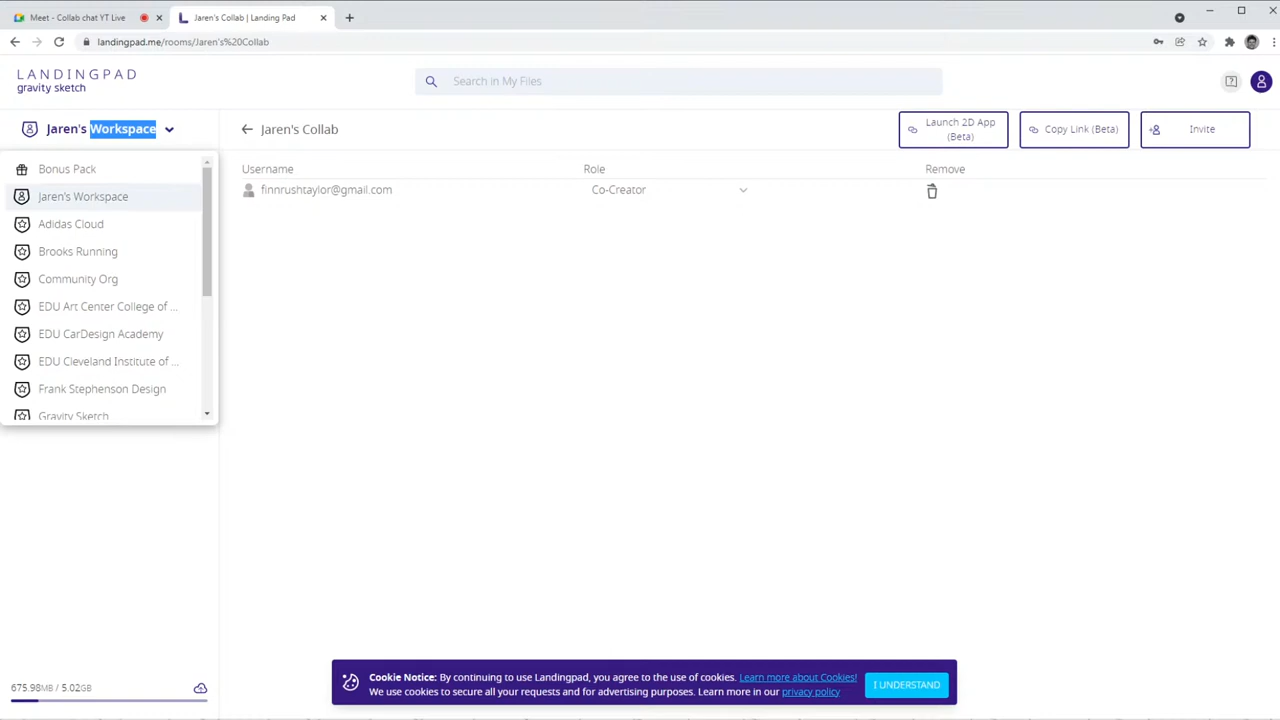 Meet - Collab chat YT Live
Jaren's Collab | Landing Pad
landingpad.me/rooms/Jaren's%20Collab
LANDINGPAD
gravity sketch
Search in My Files
Jaren's Workspace
Bonus Pack
Jaren's Workspace
Adidas Cloud
Brooks Running
Community Org
EDU Art Center College of ...
EDU CarDesign Academy
EDU Cleveland Institute of ...
Frank Stephenson Design
Gravity Sketch
675.98MB / 5.02GB
Jaren's Collab
Launch 2D App
(Beta)
Copy Link (Beta)
Invite
Username Role Remove
finnrushtaylor@gmail.com Co-Creator
Cookie Notice: By continuing to use Landingpad, you agree to the use of cookies. Learn more about Cookies!
We use cookies to secure all your requests and for advertising purposes. Learn more in our privacy policy
I UNDERSTAND